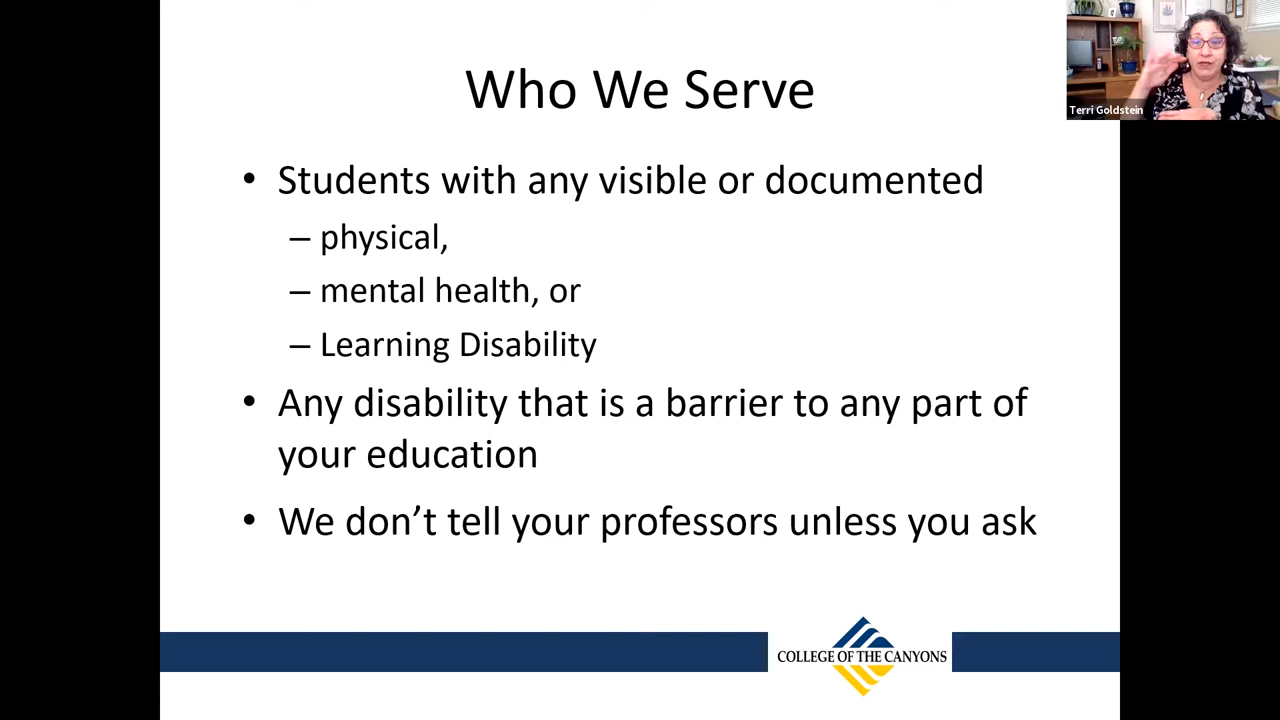 Who We Serve
Terri Goldstein
• Students with any visible or documented
– physical,
– mental health, or
– Learning Disability
• Any disability that is a barrier to any part of
your education
• We don’t tell your professors unless you ask
COLLEGE OF THE CANYONS